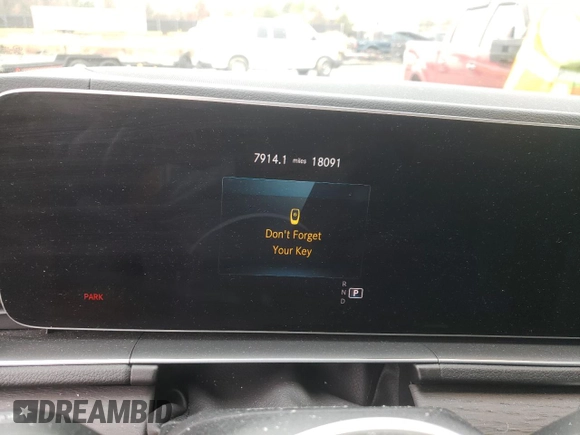 7914.1 miles 18091
Don't Forget
Your Key
R
N P
D
PARK
DREAMBID